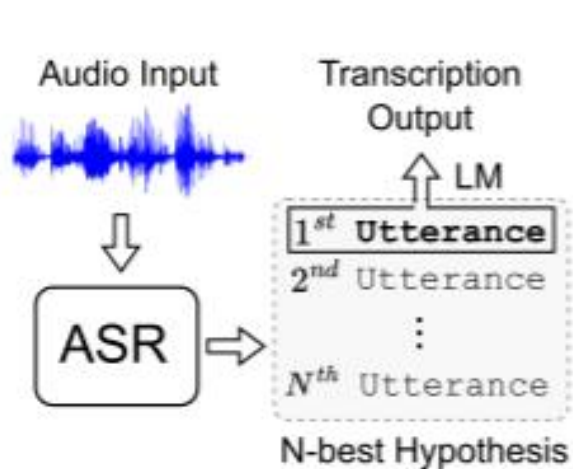 Audio Input
Transcription
Output
LM
1st Utterance
2nd Utterance
⋮
Nth Utterance
ASR
N-best Hypothesis